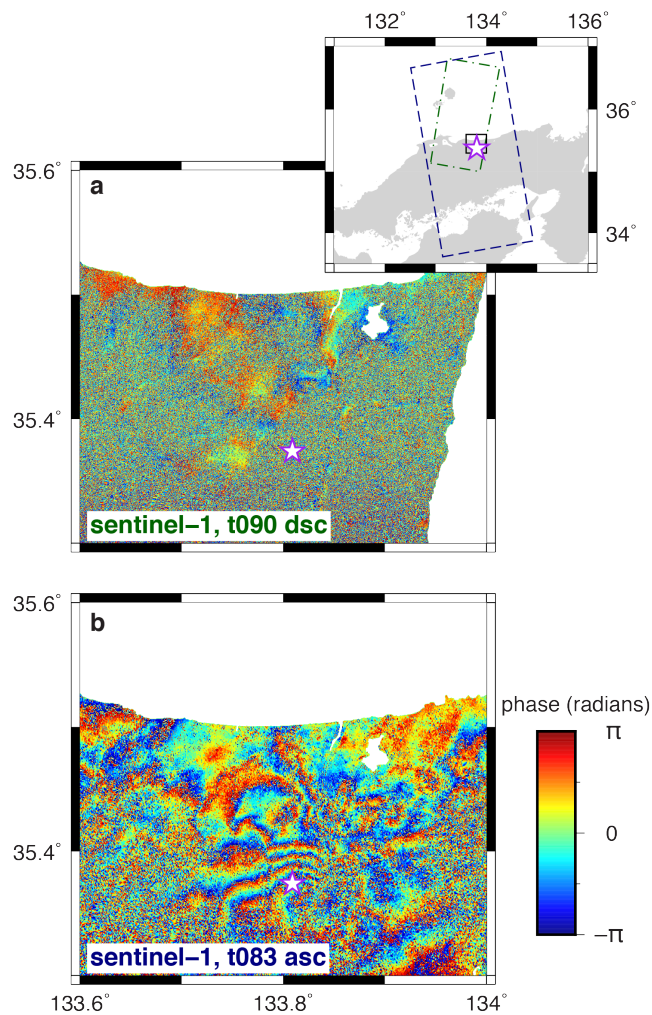 132° 134° 136°
36°
34°
35.6°
a
35.4°
sentinel−1, t090 dsc
35.6°
b
phase (radians)
π
0
−π
35.4°
sentinel−1, t083 asc
133.6° 133.8° 134°